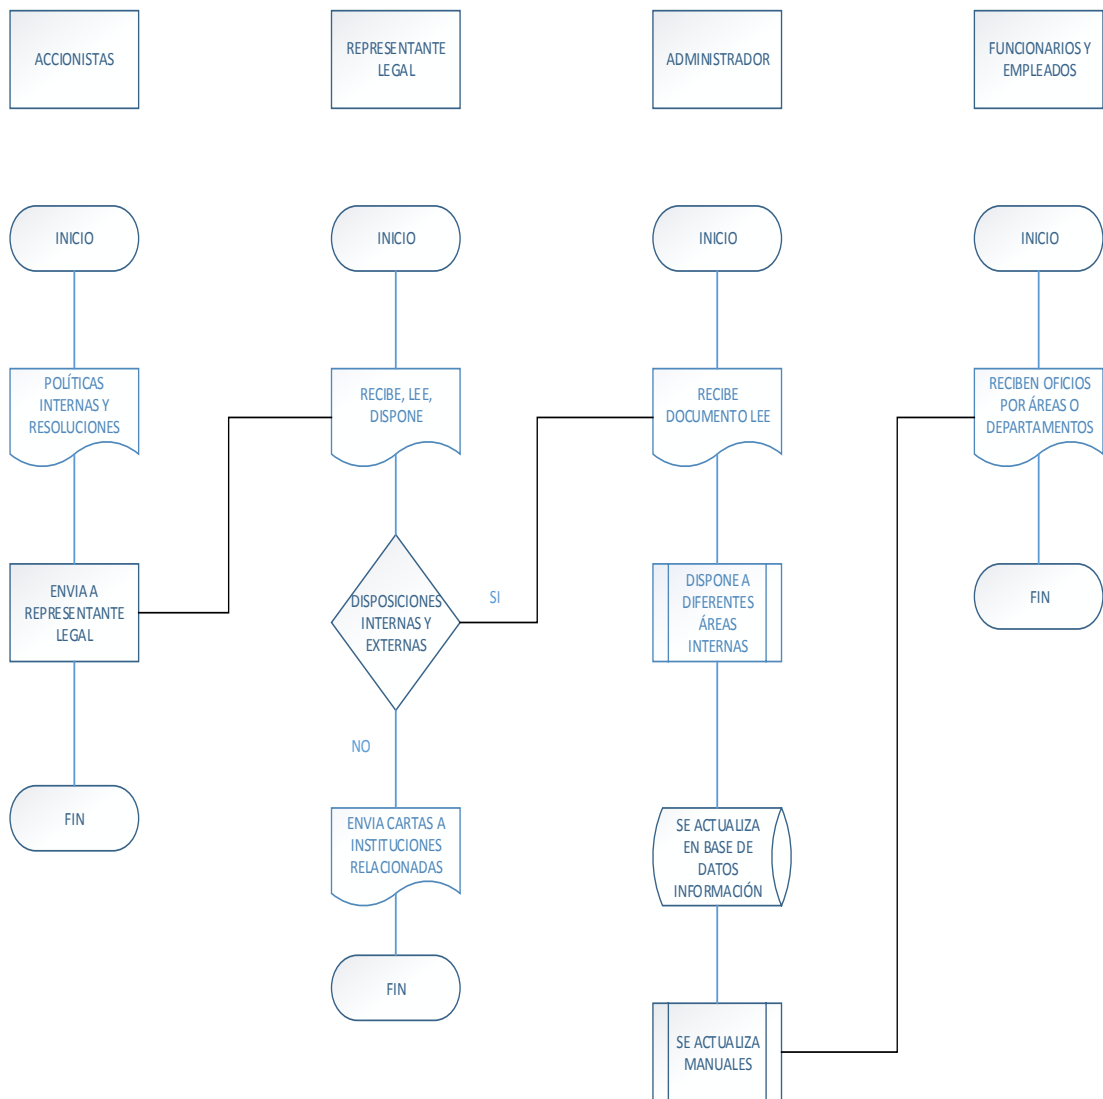 ACCIONISTAS
REPRESENTANTE
LEGAL
ADMINISTRADOR
FUNCIONARIOS Y
EMPLEADOS
INICIO
INICIO
INICIO
INICIO
POLÍTICAS
INTERNAS Y
RESOLUCIONES
RECIBE, LEE,
DISPONE
RECIBE
DOCUMENTO LEE
RECIBEN OFICIOS
POR ÁREAS O
DEPARTAMENTOS
ENVIA A
REPRESENTANTE
LEGAL
DISPOSICIONES
INTERNAS Y
EXTERNAS
SI
DISPONE A
DIFERENTES
ÁREAS
INTERNAS
FIN
NO
FIN
ENVIA CARTAS A
INSTITUCIONES
RELACIONADAS
SE ACTUALIZA
EN BASE DE
DATOS
INFORMACIÓN
FIN
SE ACTUALIZA
MANUALES